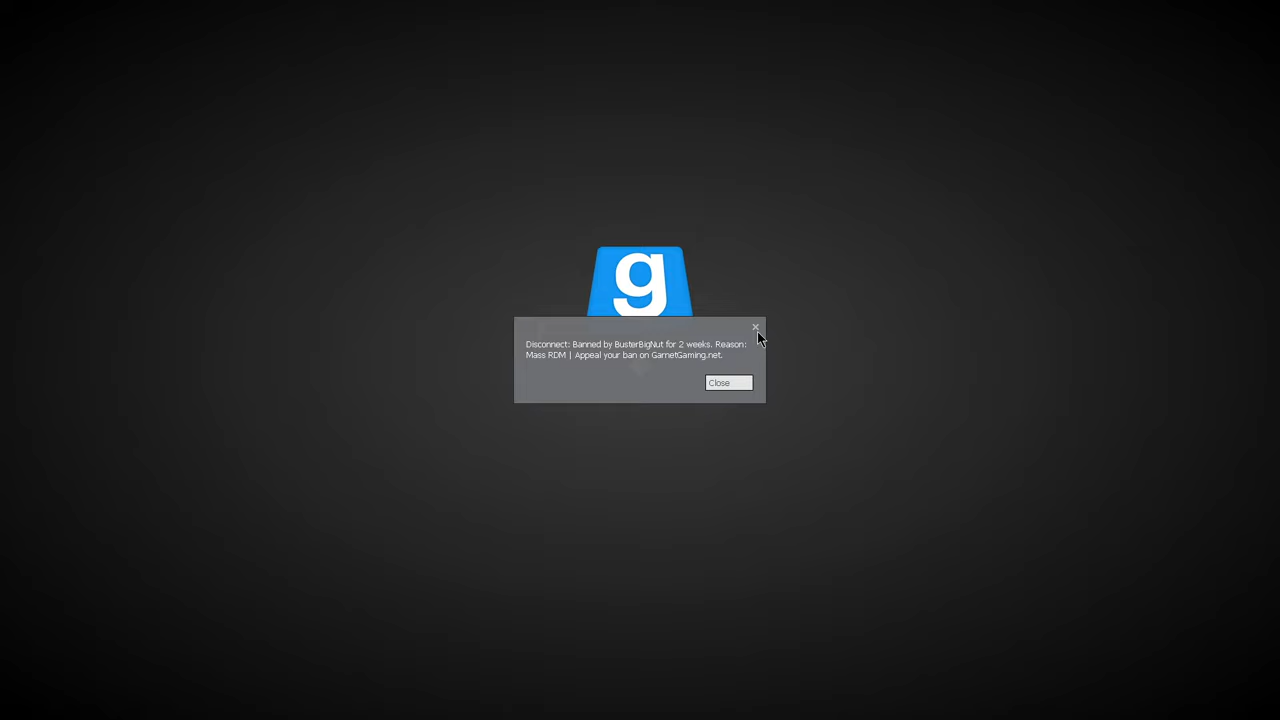 g
Disconnect: Banned by BusterBigNut for 2 weeks. Reason:
Mass RDM | Appeal your ban on GarnetGaming.net.
Close